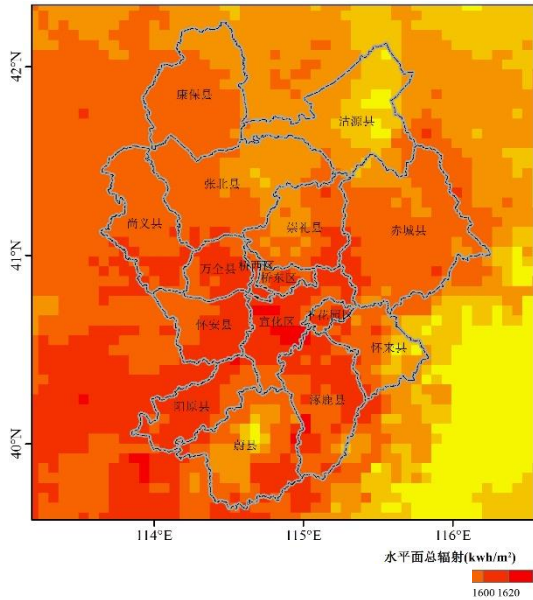 42°N
康保县
沽源县
张北县
尚义县
崇礼县
赤城县
41°N
万全县
桥西区
桥东区
怀安县
宣化区
下花园区
怀来县
阳原县
涿鹿县
蔚县
40°N
114°E
115°E
116°E
水平面总辐射(kwh/m²)
1600 1620